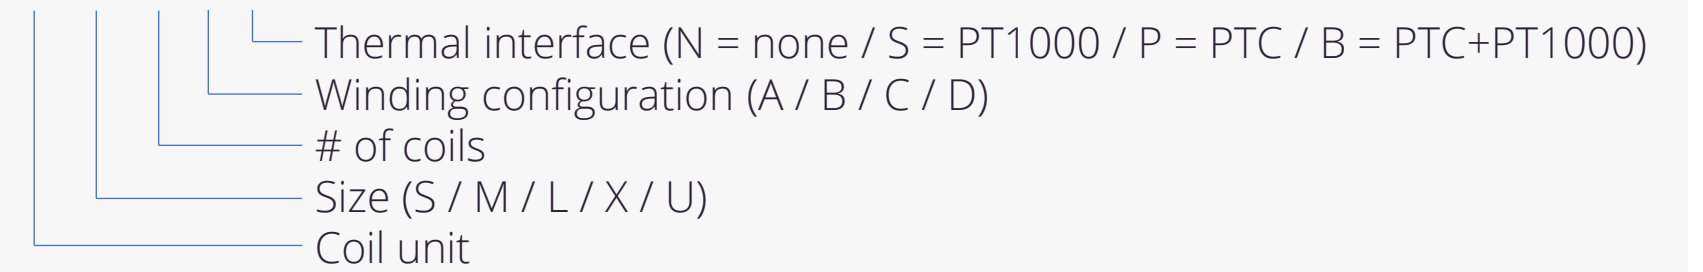 Thermal interface (N = none / S = PT1000 / P = PTC / B = PTC+PT1000)
Winding configuration (A / B / C / D)
# of coils
Size (S / M / L / X / U)
Coil unit